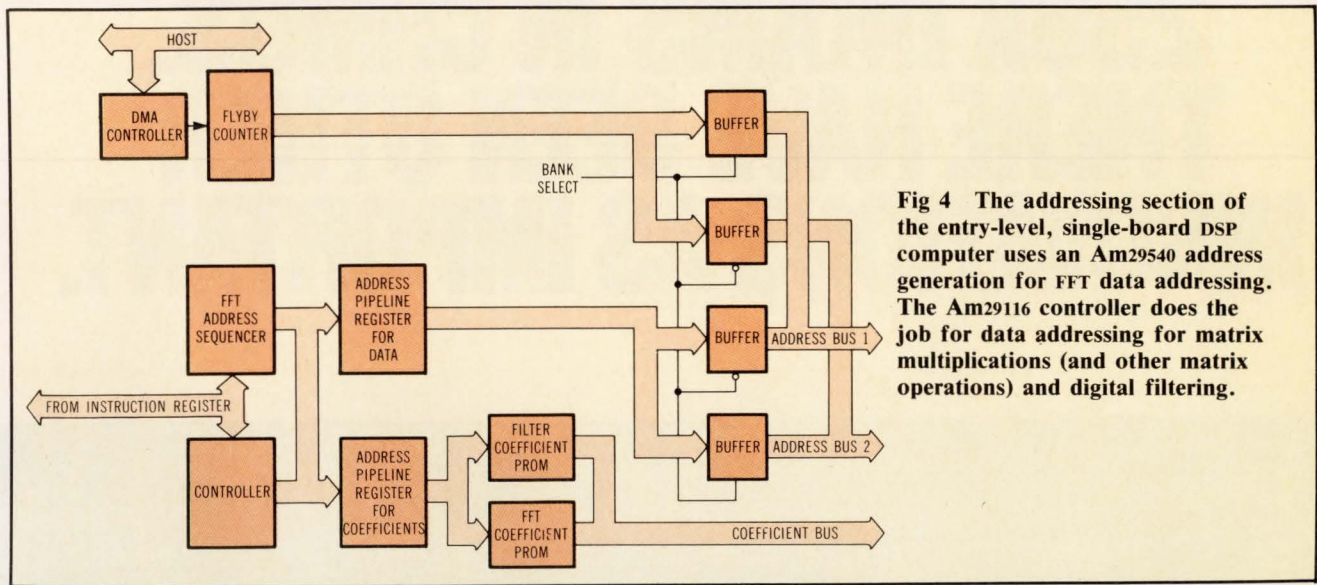 HOST
DMA
CONTROLLER
FLYBY
COUNTER
BUFFER
BANK
SELECT
BUFFER
FFT
ADDRESS
SEQUENCER
ADDRESS
PIPELINE
REGISTER
FOR
DATA
BUFFER
ADDRESS BUS 1
FROM INSTRUCTION REGISTER
CONTROLLER
ADDRESS
PIPELINE
REGISTER
FOR
COEFFICIENTS
FILTER
COEFFICIENT
PROM
FFT
COEFFICIENT
PROM
BUFFER
ADDRESS BUS 2
COEFFICIENT BUS
Fig 4 The addressing section of
the entry-level, single-board DSP
computer uses an Am29540 address
generation for FFT data addressing.
The Am29116 controller does the
job for data addressing for matrix
multiplications (and other matrix
operations) and digital filtering.